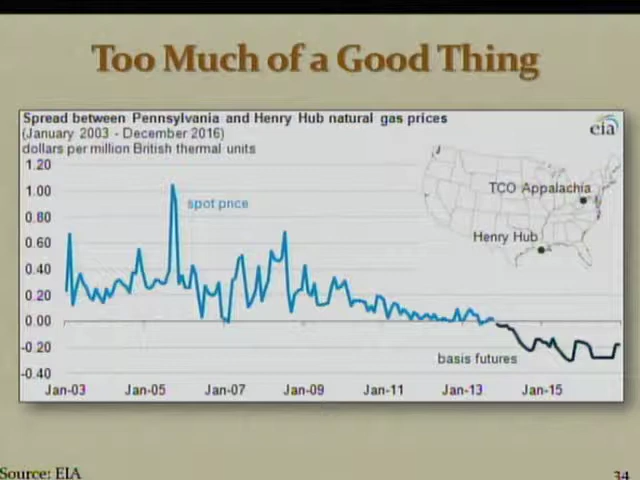 Too Much of a Good Thing
Spread between Pennsylvania and Henry Hub natural gas prices
(January 2003 - December 2016)
dollars per million British thermal units
eia
1.20
1.00
0.80
0.60
0.40
0.20
0.00
-0.20
-0.40
spot price
TCO Appalachia
Henry Hub
basis futures
Jan-03 Jan-05 Jan-07 Jan-09 Jan-11 Jan-13 Jan-15
Source: EIA
34